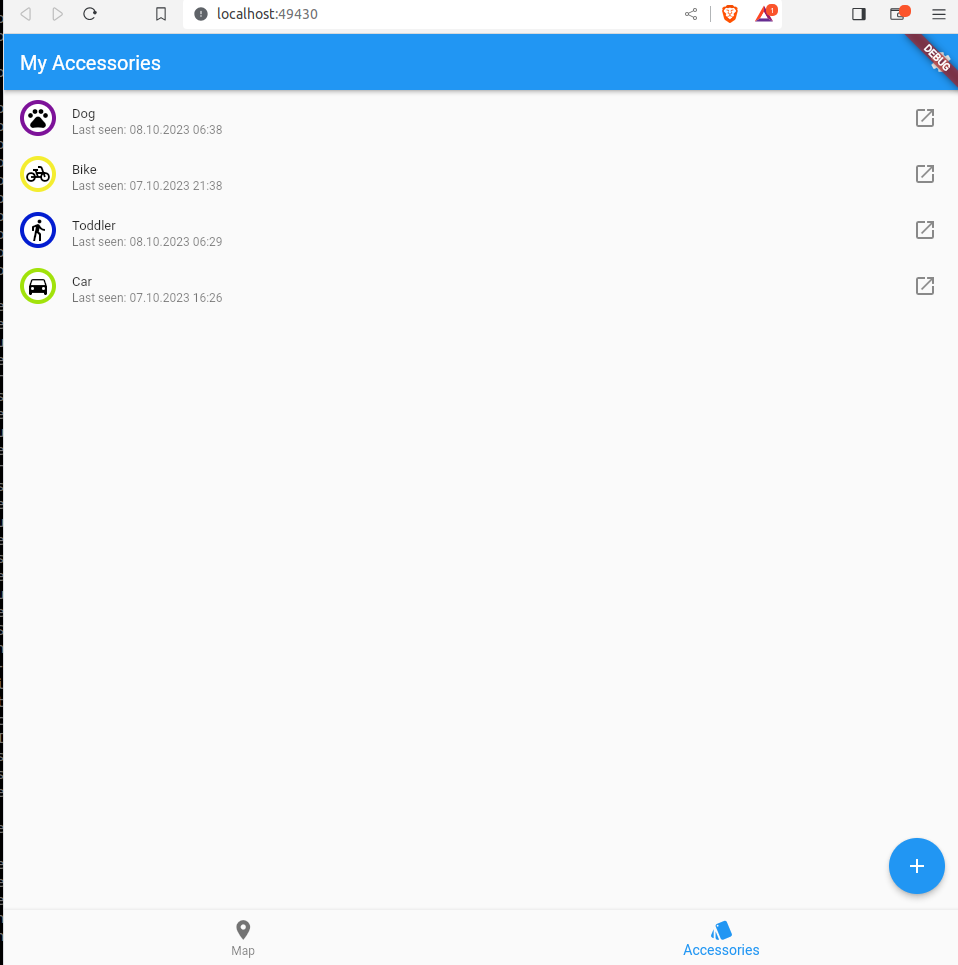 localhost:49430
1
My Accessories
DEBUG
Dog
Last seen: 08.10.2023 06:38
Bike
Last seen: 07.10.2023 21:38
Toddler
Last seen: 08.10.2023 06:29
Car
Last seen: 07.10.2023 16:26
Map
Accessories